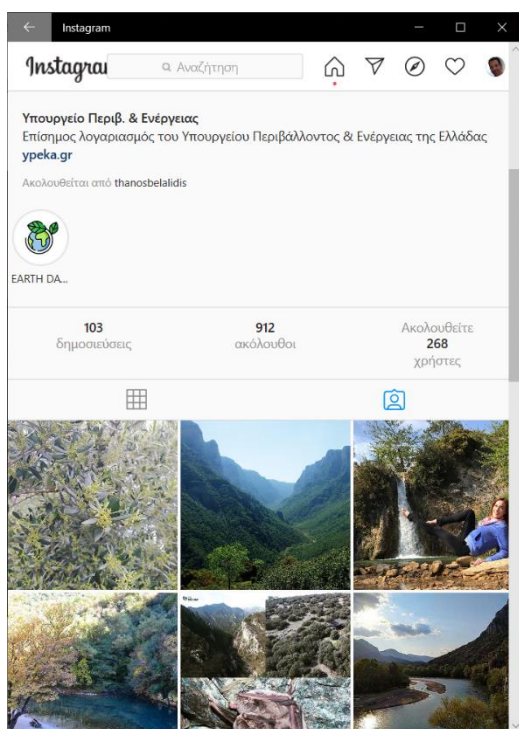 Instagram
Instagra
Αναζήτηση
Υπουργείο Περιβ. & Ενέργειας
Επίσημος λογαριασμός του Υπουργείου Περιβάλλοντος & Ενέργειας της Ελλάδας
ypeka.gr
Ακολουθείται από thanosbelalidis
EARTH DA...
103 δημοσιεύσεις
912 ακόλουθοι
Ακολουθείτε 268 χρήστες